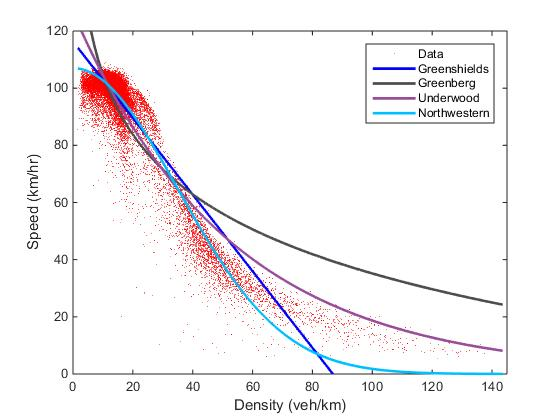 120
100
80
60
40
20
0
Speed (km/hr)
Data
Greenshields
Greenberg
Underwood
Northwestern
0 20 40 60 80 100 120 140
Density (veh/km)